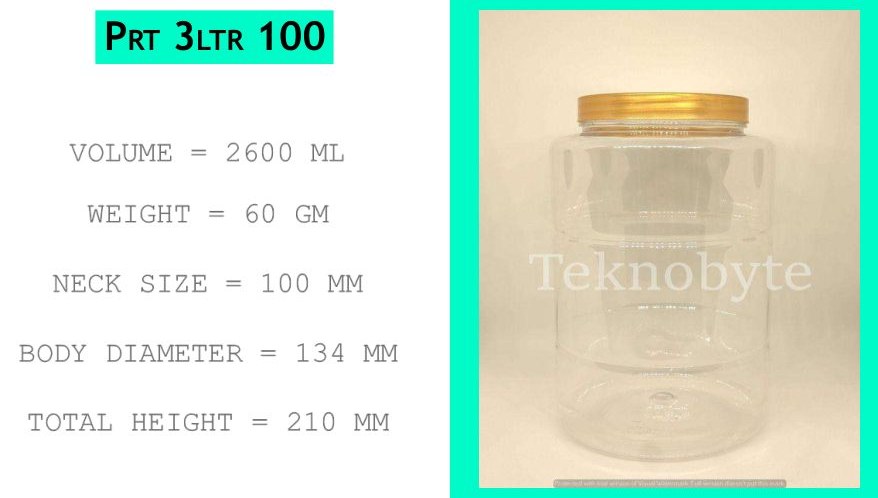 PRT 3LTR 100
VOLUME = 2600 ML
WEIGHT = 60 GM
NECK SIZE = 100 MM
BODY DIAMETER = 134 MM
TOTAL HEIGHT = 210 MM
Teknobyte